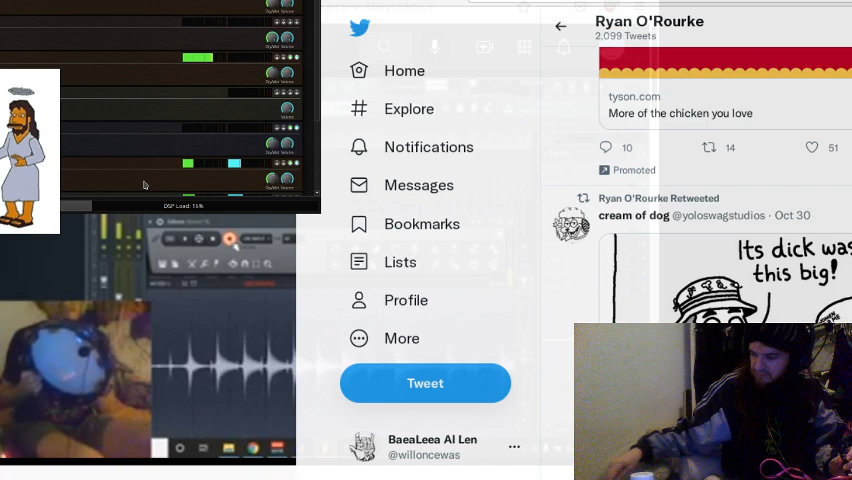 DSP Load: 16%
Home
Explore
Notifications
Messages
Bookmarks
Lists
Profile
More
Tweet
BaeaLeea Al Len
@willoncewas
Ryan O'Rourke
2,099 Tweets
tyson.com
More of the chicken you love
10
14
51
Promoted
Ryan O'Rourke Retweeted
cream of dog @yoloswagstudios · Oct 30
Its dick was
this big!